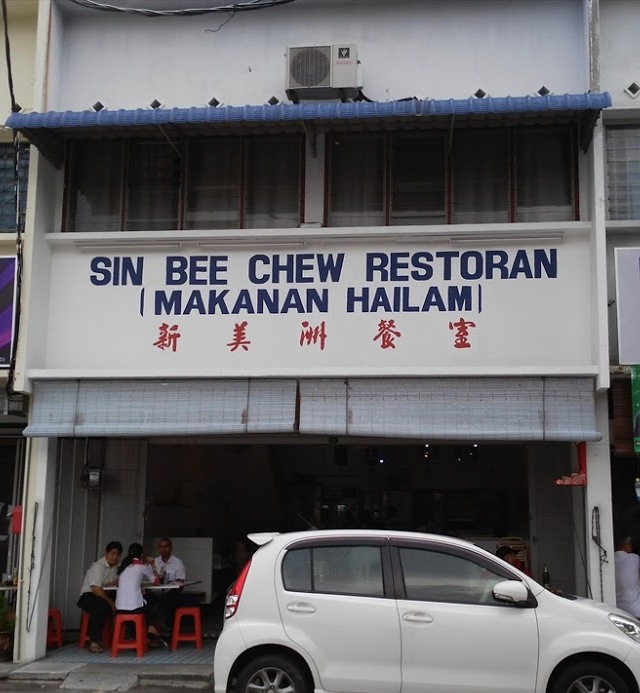 SIN BEE CHEW RESTORAN
(MAKANAN HAILAM)
新美洲餐室